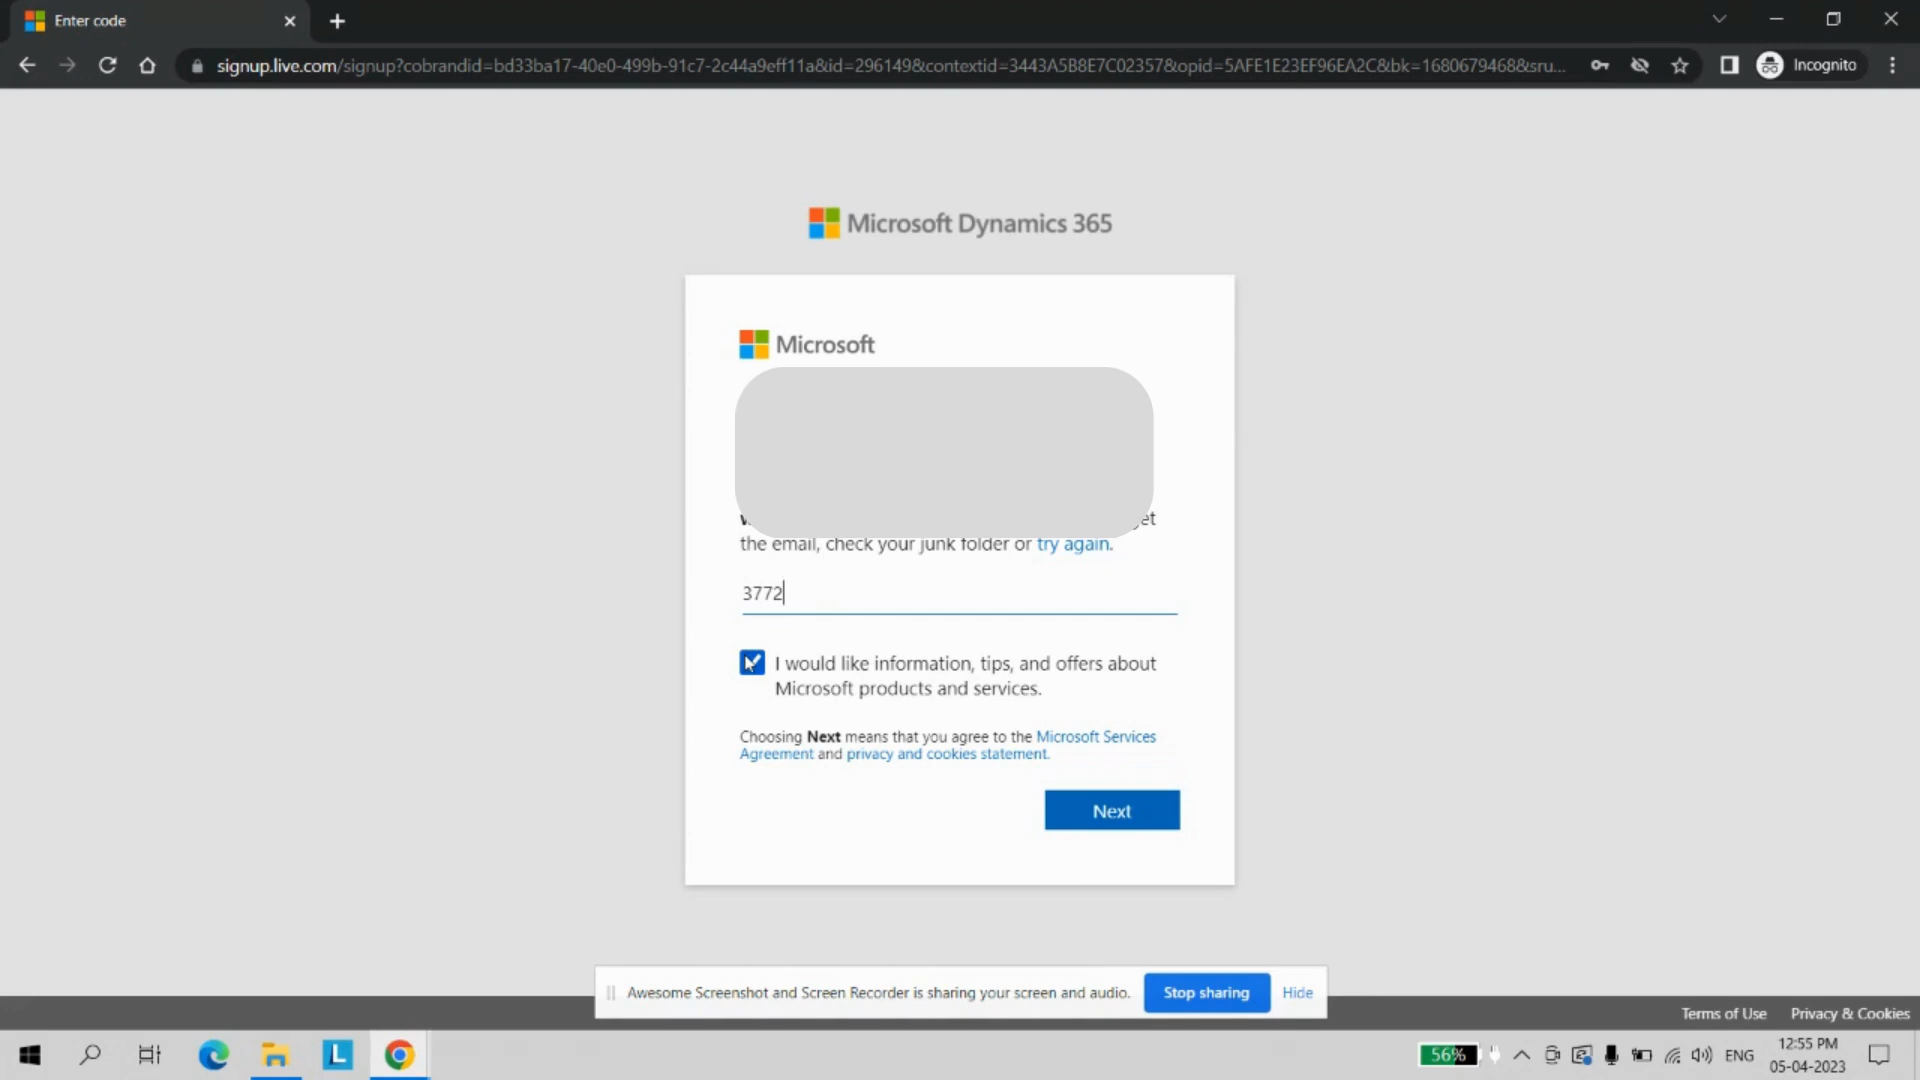 Enter code
signup.live.com/signup?cobrandid=bd33ba17-40e0-499b-91c7-2c44a9eff11a&id=296149&contextid=3443A5B8E7C02357&opid=5AFE1E23EF96EA2C&bk=1680679468&sru...
Incognito
Microsoft Dynamics 365
Microsoft
the email, check your junk folder or try again.
3772
I would like information, tips, and offers about
Microsoft products and services.
Choosing Next means that you agree to the Microsoft Services
Agreement and privacy and cookies statement.
Next
Awesome Screenshot and Screen Recorder is sharing your screen and audio.
Stop sharing
Hide
Terms of Use
Privacy & Cookies
L
56%
ENG
12:55 PM
05-04-2023